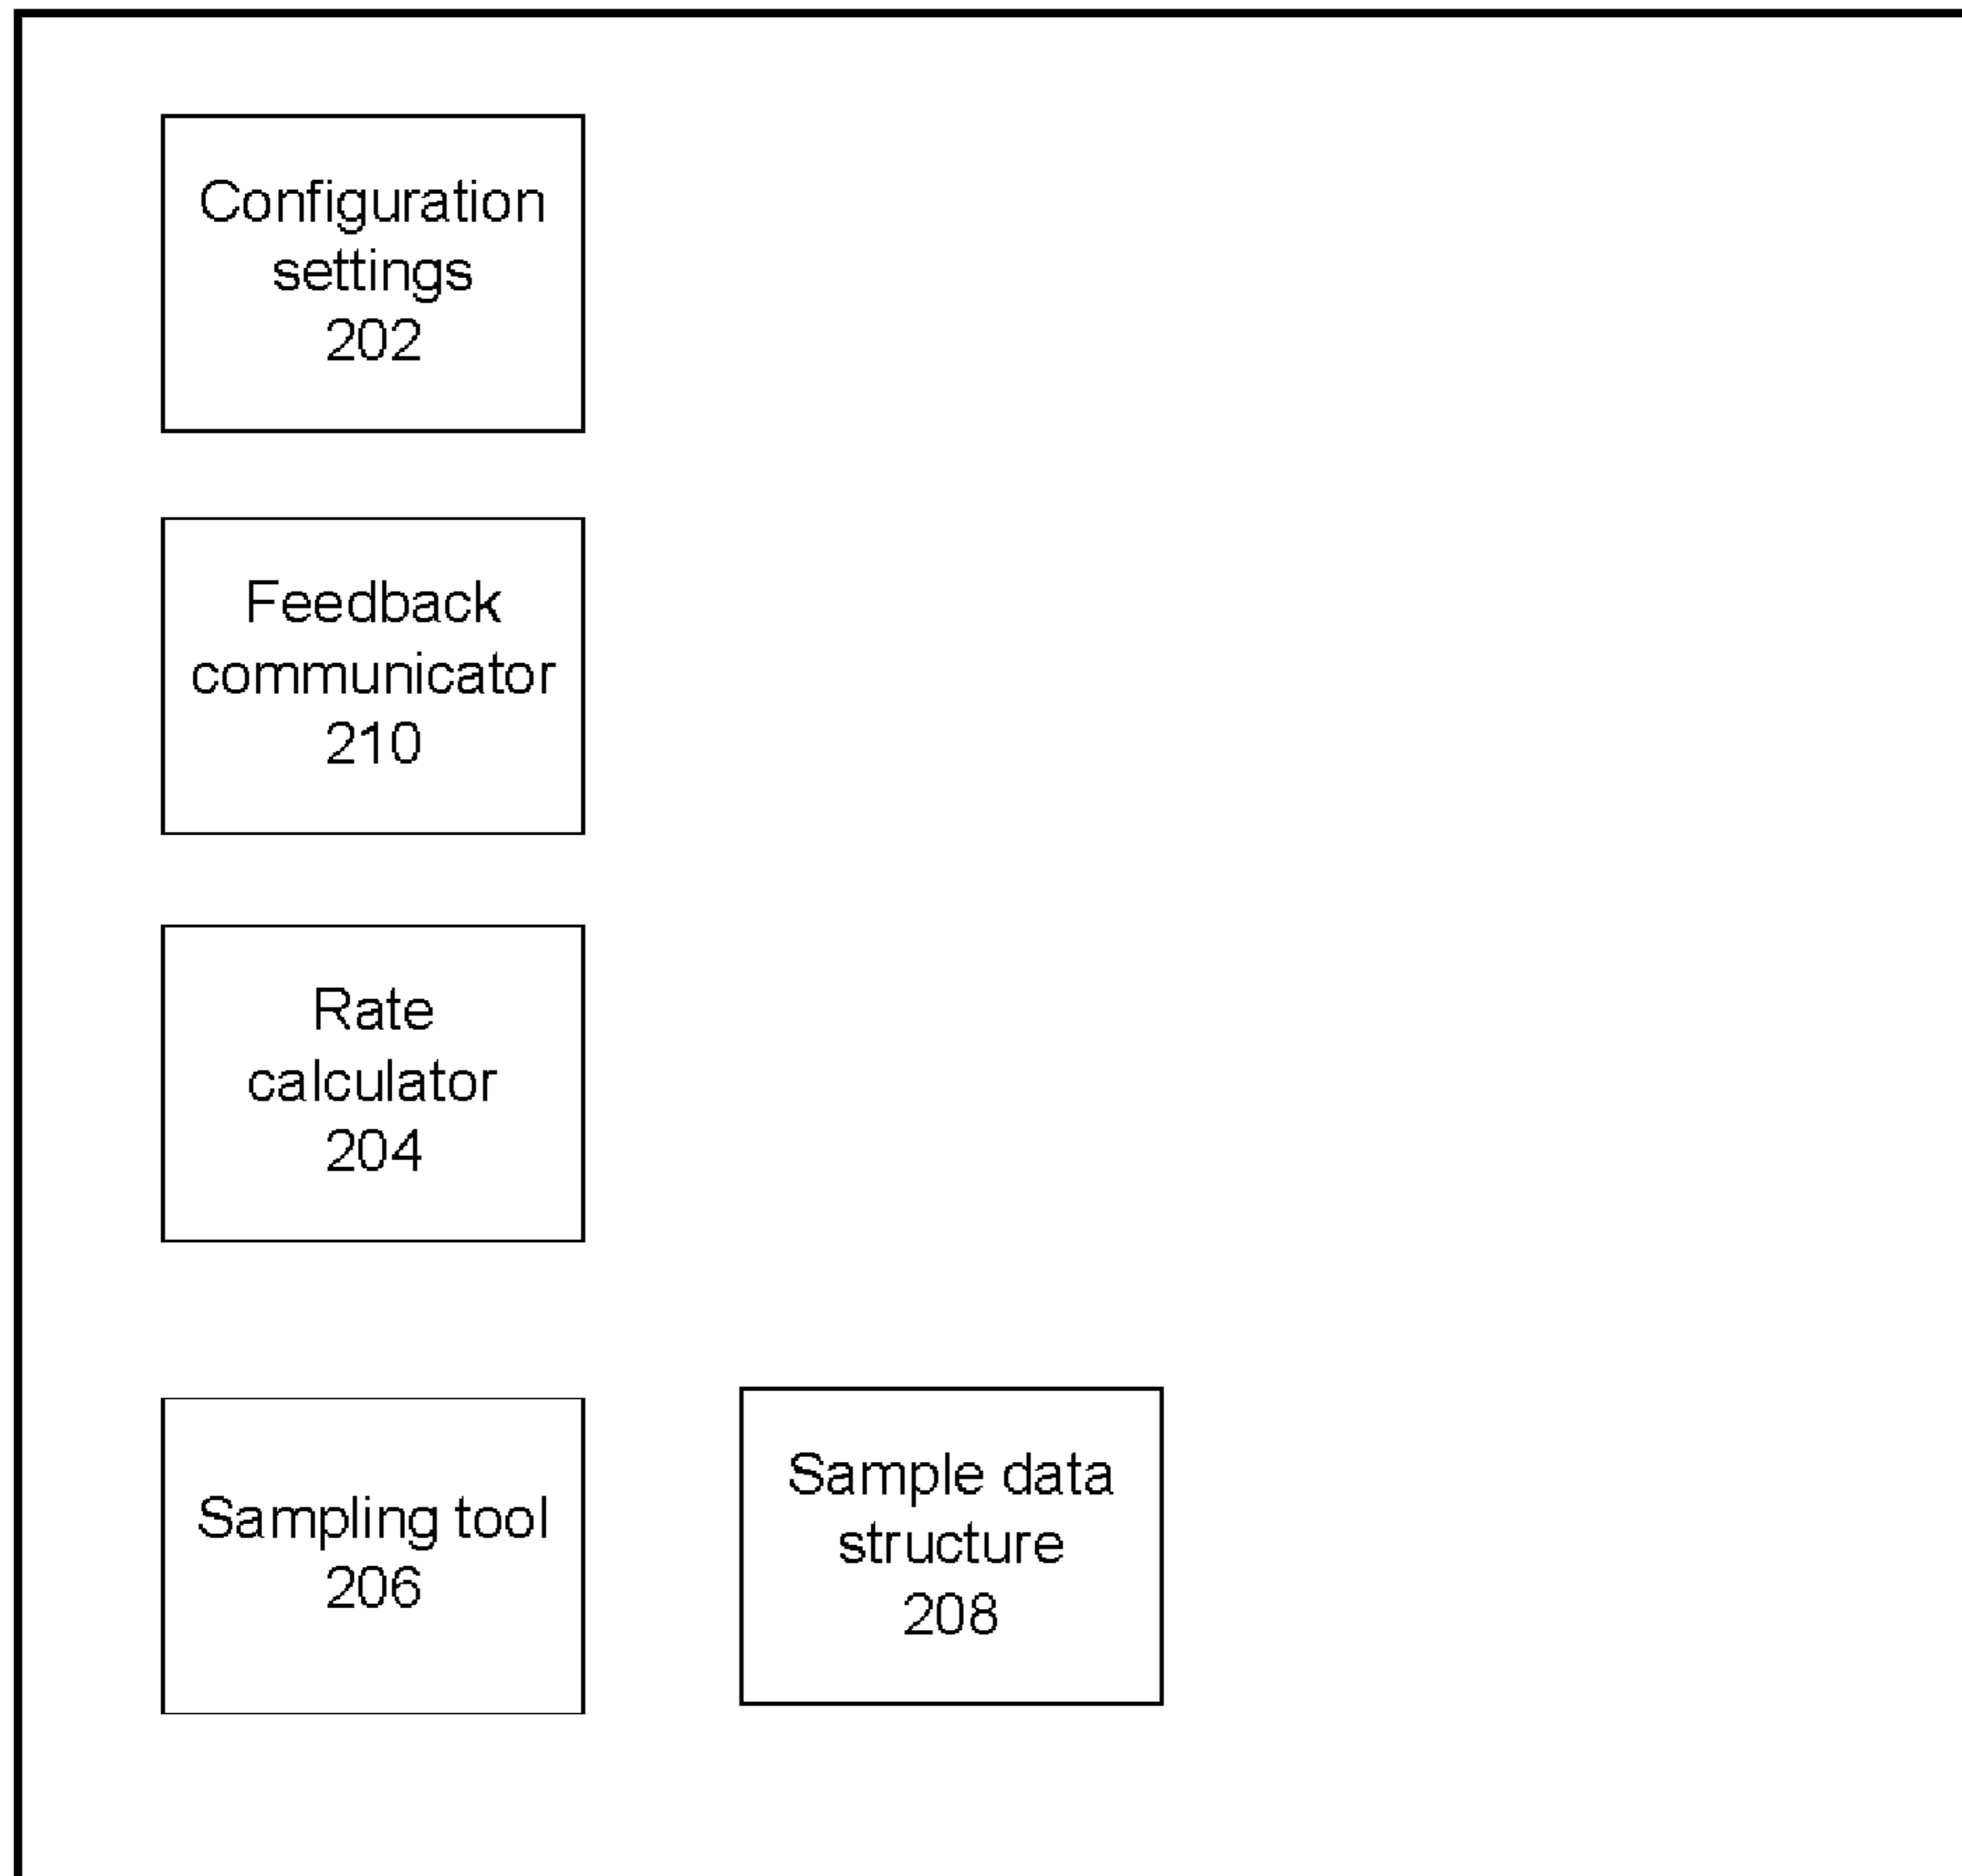 Configuration
settings
202
Feedback
communicator
210
Rate
calculator
204
Sampling tool
206
Sample data
structure
208